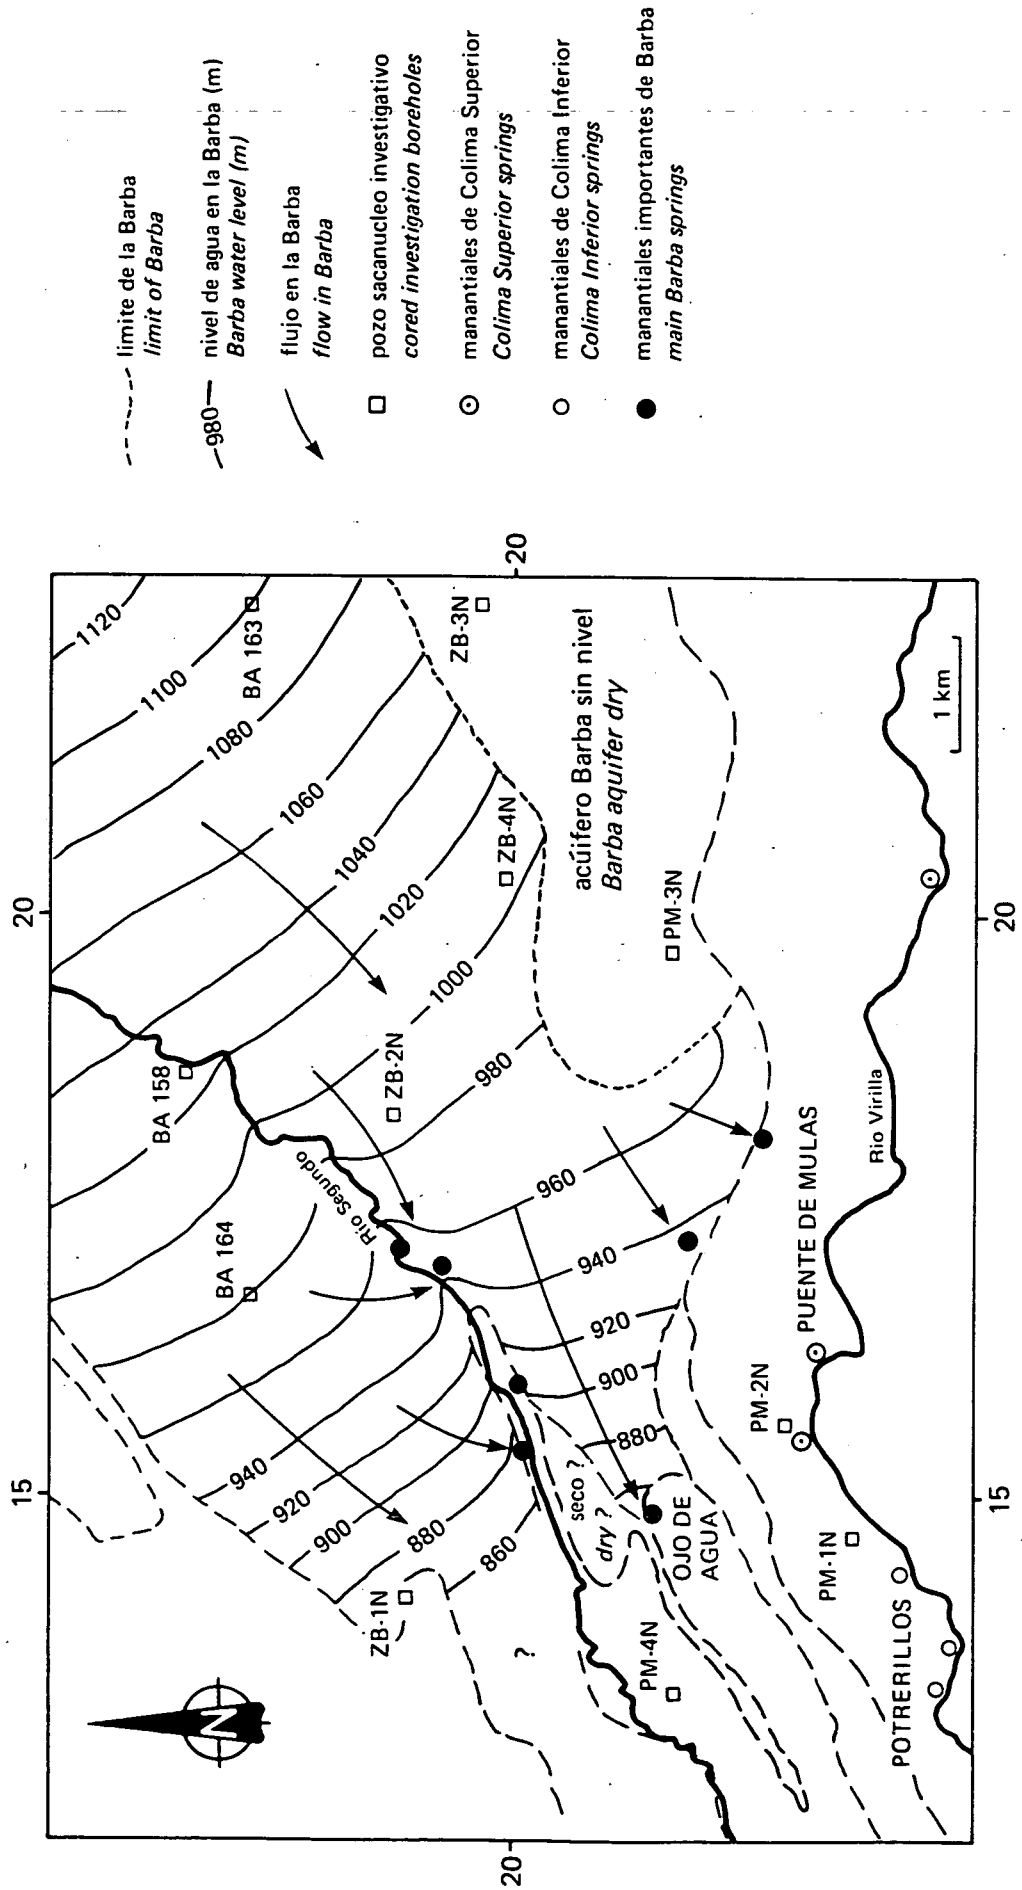 limite de la Barba
limit of Barba
980
nivel de agua en la Barba (m)
Barba water level (m)
flujo en la Barba
flow in Barba
pozo sacanucleo investigativo
cored investigation boreholes
manantiales de Colima Superior
Colima Superior springs
manantiales de Colima Inferior
Colima Inferior springs
manantiales importantes de Barba
main Barba springs
15
20
N
1120
1100
BA 163
1080
1060
1040
1020
1000
980
960
940
920
900
880
BA 158
BA 164
Rio Segundo
ZB-2N
ZB-4N
ZB-3N
940
920
900
880
860
ZB-1N
?
seco ?
dry ?
OJO DE
AGUA
PM-4N
acúifero Barba sin nivel
Barba aquifer dry
PM-3N
PUENTE DE MULAS
PM-2N
PM-1N
POTRERILLOS
Rio Virilla
1 km
20
20
15
20